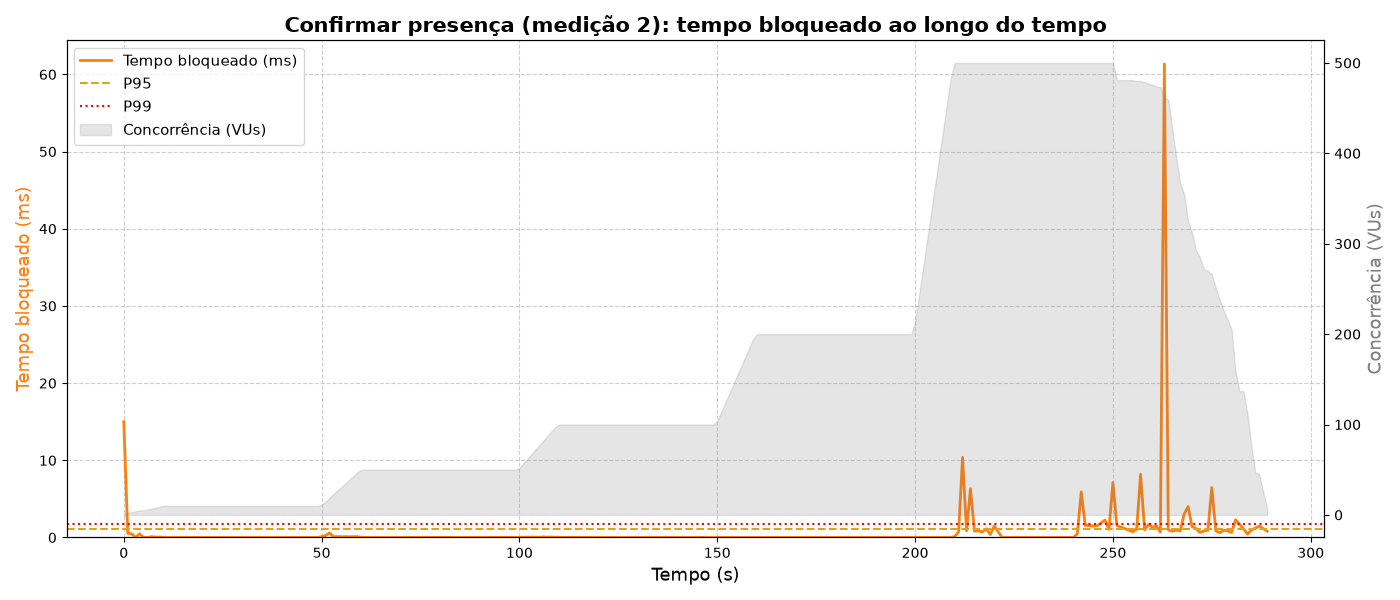 Confirmar presença (medição 2): tempo bloqueado ao longo do tempo
Tempo bloqueado (ms)
P95
P99
Concorrência (VUs)
Tempo bloqueado (ms)
60
50
40
30
20
10
0
500
400
300
200
100
0
Concorrência (VUs)
0
50
100
150
200
250
300
Tempo (s)